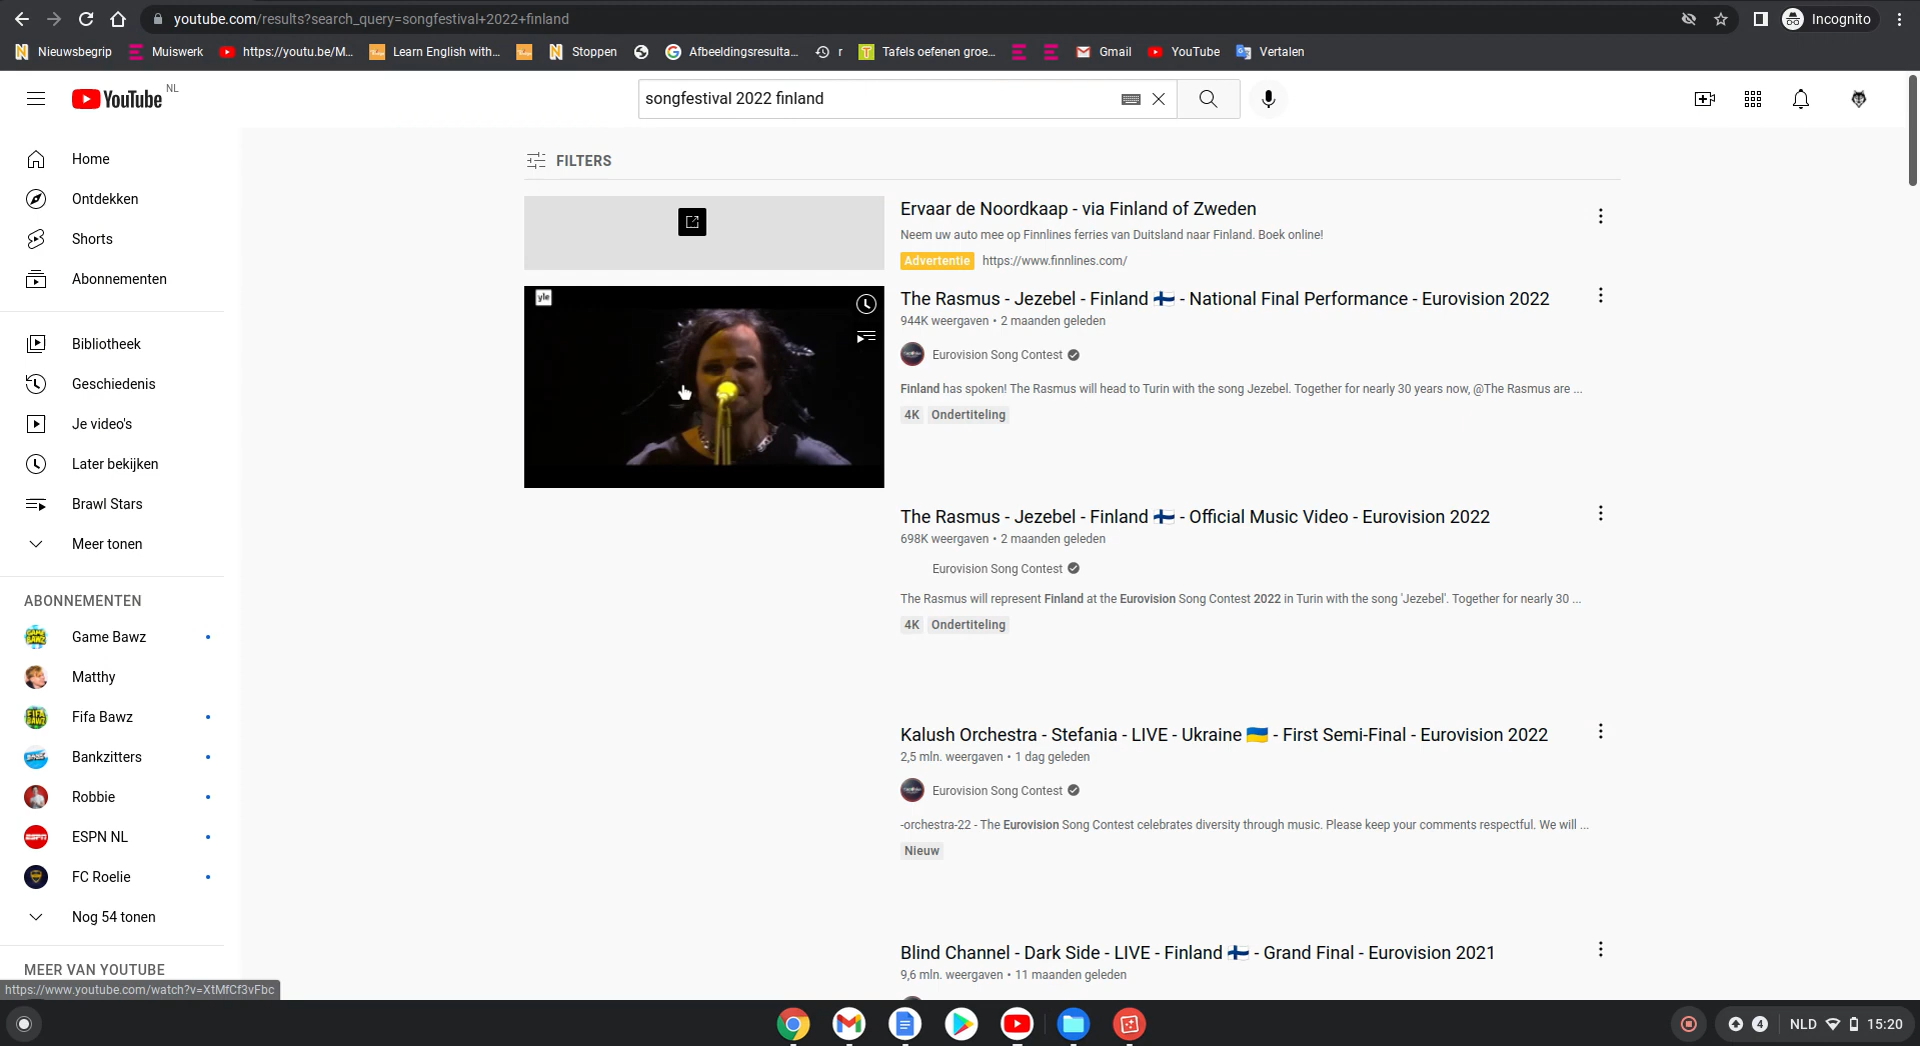 youtube.com/results?search_query=songfestival+2022+finland
Incognito
Nieuwsbegrip
Muiswerk
https://youtu.be/M...
Learn English with...
Stoppen
Afbeeldingsresulta...
r
Tafels oefenen groe...
Gmail
YouTube
Vertalen
YouTube NL
songfestival 2022 finland
Home
Ontdekken
Shorts
Abonnementen
Bibliotheek
Geschiedenis
Je video's
Later bekijken
Brawl Stars
Meer tonen
ABONNEMENTEN
Game Bawz
Matthy
Fifa Bawz
Bankzitters
Robbie
ESPN NL
FC Roelie
Nog 54 tonen
MEER VAN YOUTUBE
https://www.youtube.com/watch?v=XtMfCf3vFbc
FILTERS
Ervaar de Noordkaap - via Finland of Zweden
Neem uw auto mee op Finnlines ferries van Duitsland naar Finland. Boek online!
Advertentie https://www.finnlines.com/
yle
The Rasmus - Jezebel - Finland 🇫🇮 - National Final Performance - Eurovision 2022
944K weergaven • 2 maanden geleden
Eurovision Song Contest
Finland has spoken! The Rasmus will head to Turin with the song Jezebel. Together for nearly 30 years now, @The Rasmus are ...
4K Ondertiteling
The Rasmus - Jezebel - Finland 🇫🇮 - Official Music Video - Eurovision 2022
698K weergaven • 2 maanden geleden
Eurovision Song Contest
The Rasmus will represent Finland at the Eurovision Song Contest 2022 in Turin with the song 'Jezebel'. Together for nearly 30 ...
4K Ondertiteling
Kalush Orchestra - Stefania - LIVE - Ukraine 🇺🇦 - First Semi-Final - Eurovision 2022
2,5 mln. weergaven • 1 dag geleden
Eurovision Song Contest
-orchestra-22 - The Eurovision Song Contest celebrates diversity through music. Please keep your comments respectful. We will ...
Nieuw
Blind Channel - Dark Side - LIVE - Finland 🇫🇮 - Grand Final - Eurovision 2021
9,6 mln. weergaven • 11 maanden geleden
4 NLD 15:20